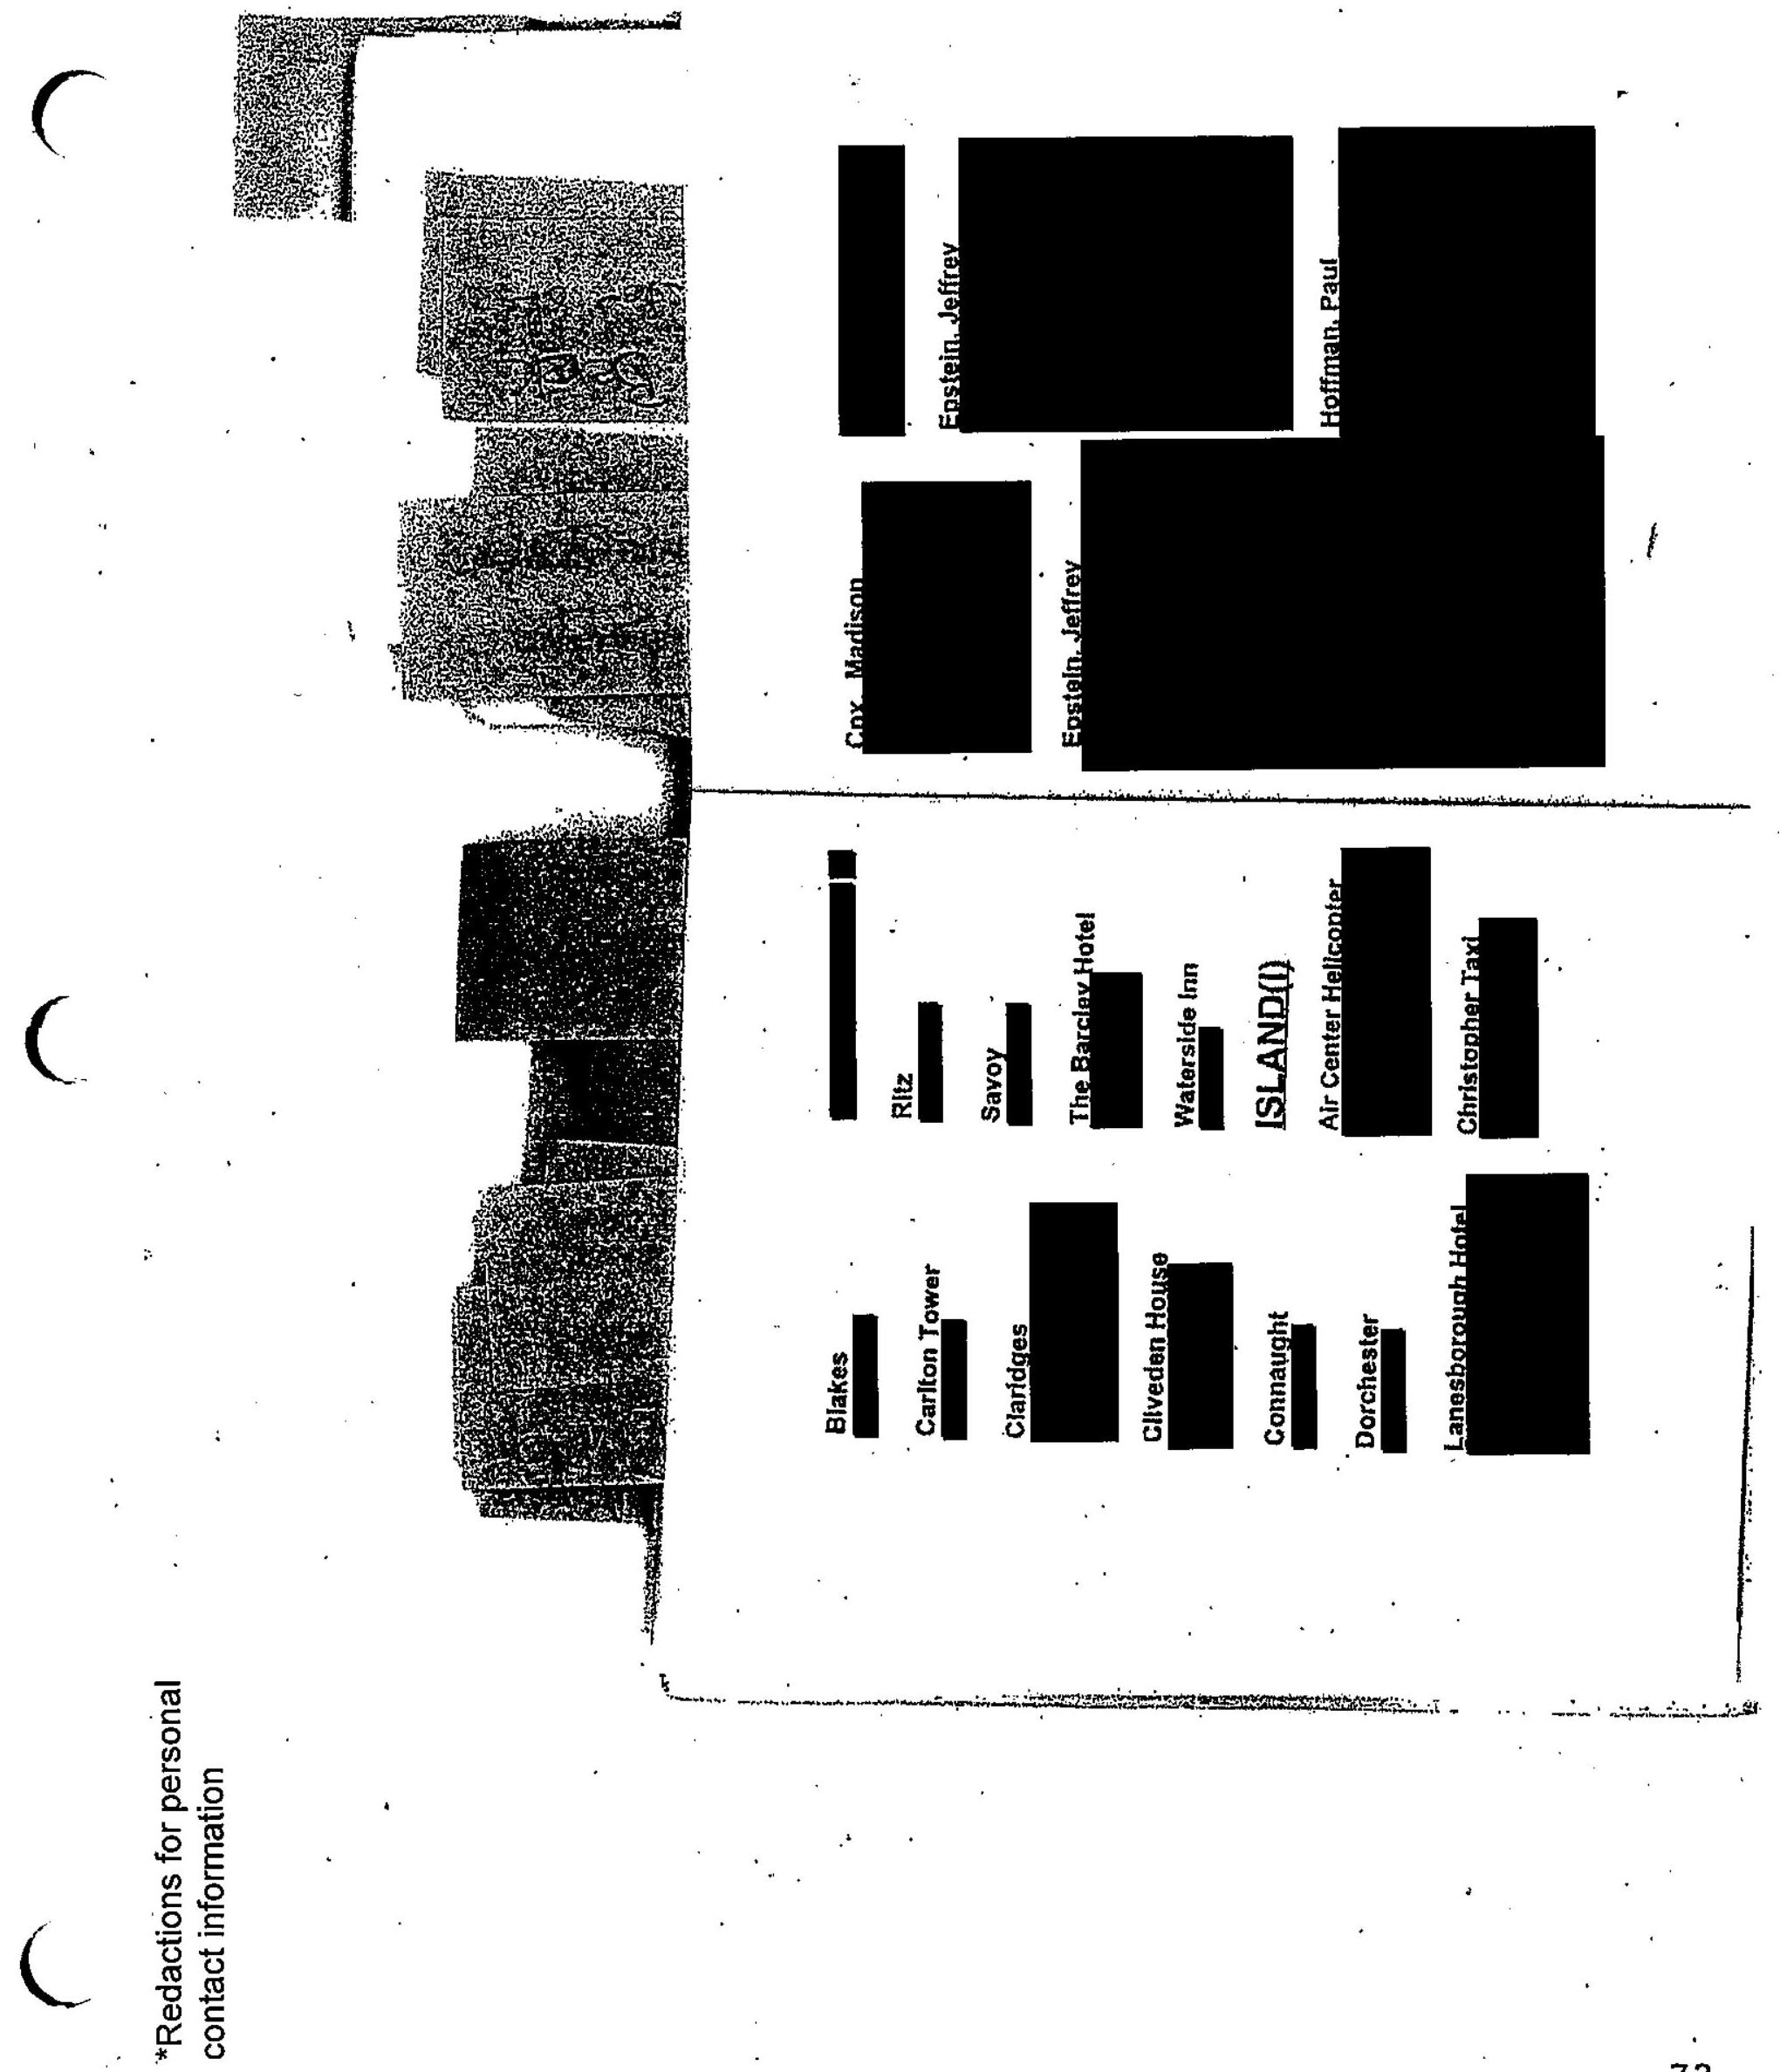 *Redactions for personal
contact information
Blakes
Carlton Tower
Claridges
Cliveden House
Connaught
Dorchester
Lanesborough Hotel
Ritz
Savoy
The Barclay Hotel
Waterside Inn
ISLAND(I)
Air Center Helicopter
Christopher Taxi
Cox, Madison
Epstein, Jeffrey
Epstein, Jeffrey
Hoffman, Paul